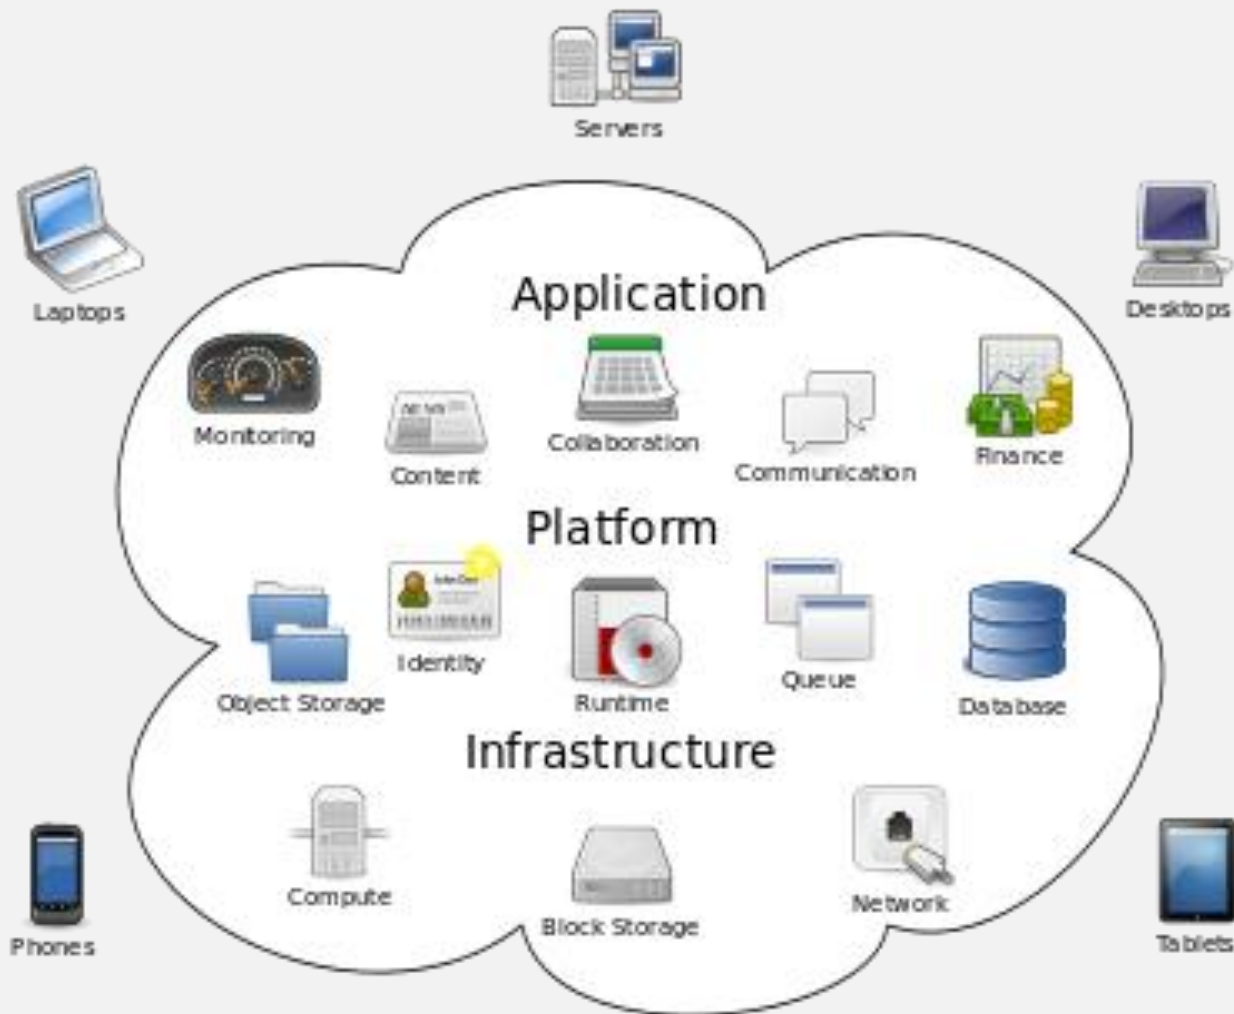 Servers
Laptops
Desktops
Application
Monitoring
Content
Collaboration
Communication
Finance
Platform
NEWS
Object Storage
Identity
Runtime
Queue
Database
Infrastructure
Compute
Block Storage
Network
Phones
Tablets